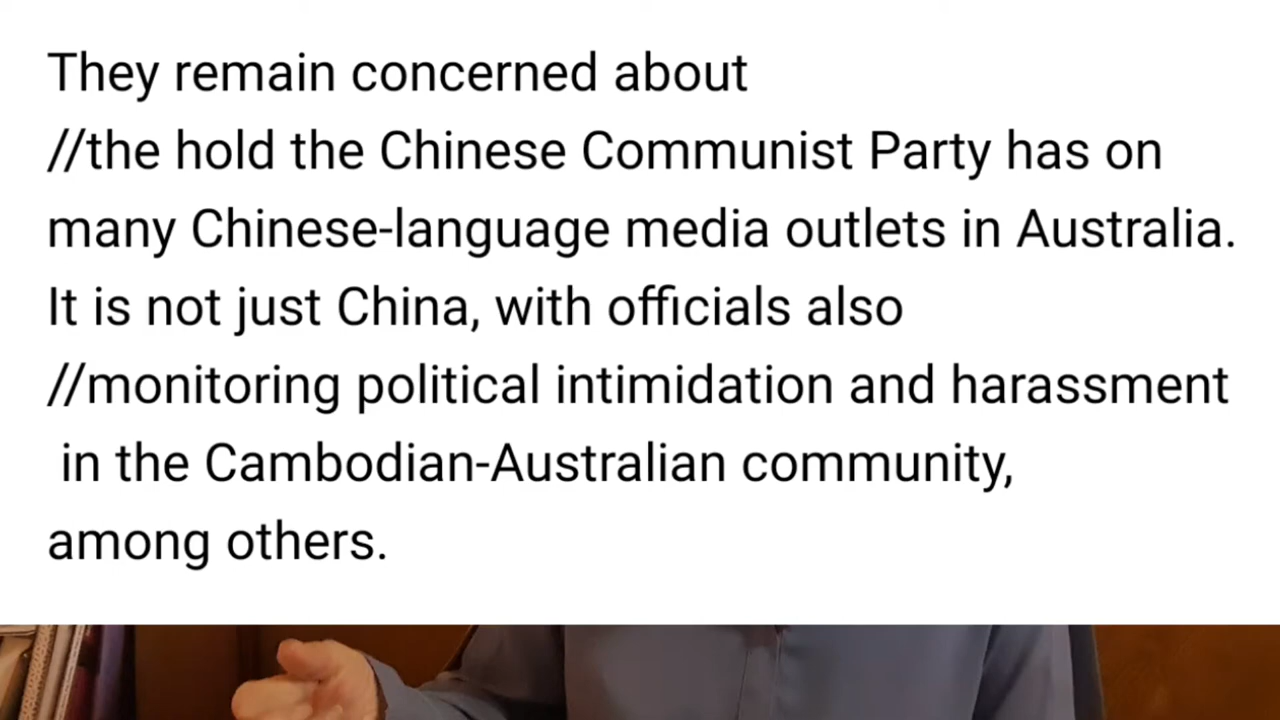 They remain concerned about
//the hold the Chinese Communist Party has on
many Chinese-language media outlets in Australia.
It is not just China, with officials also
//monitoring political intimidation and harassment
in the Cambodian-Australian community,
among others.